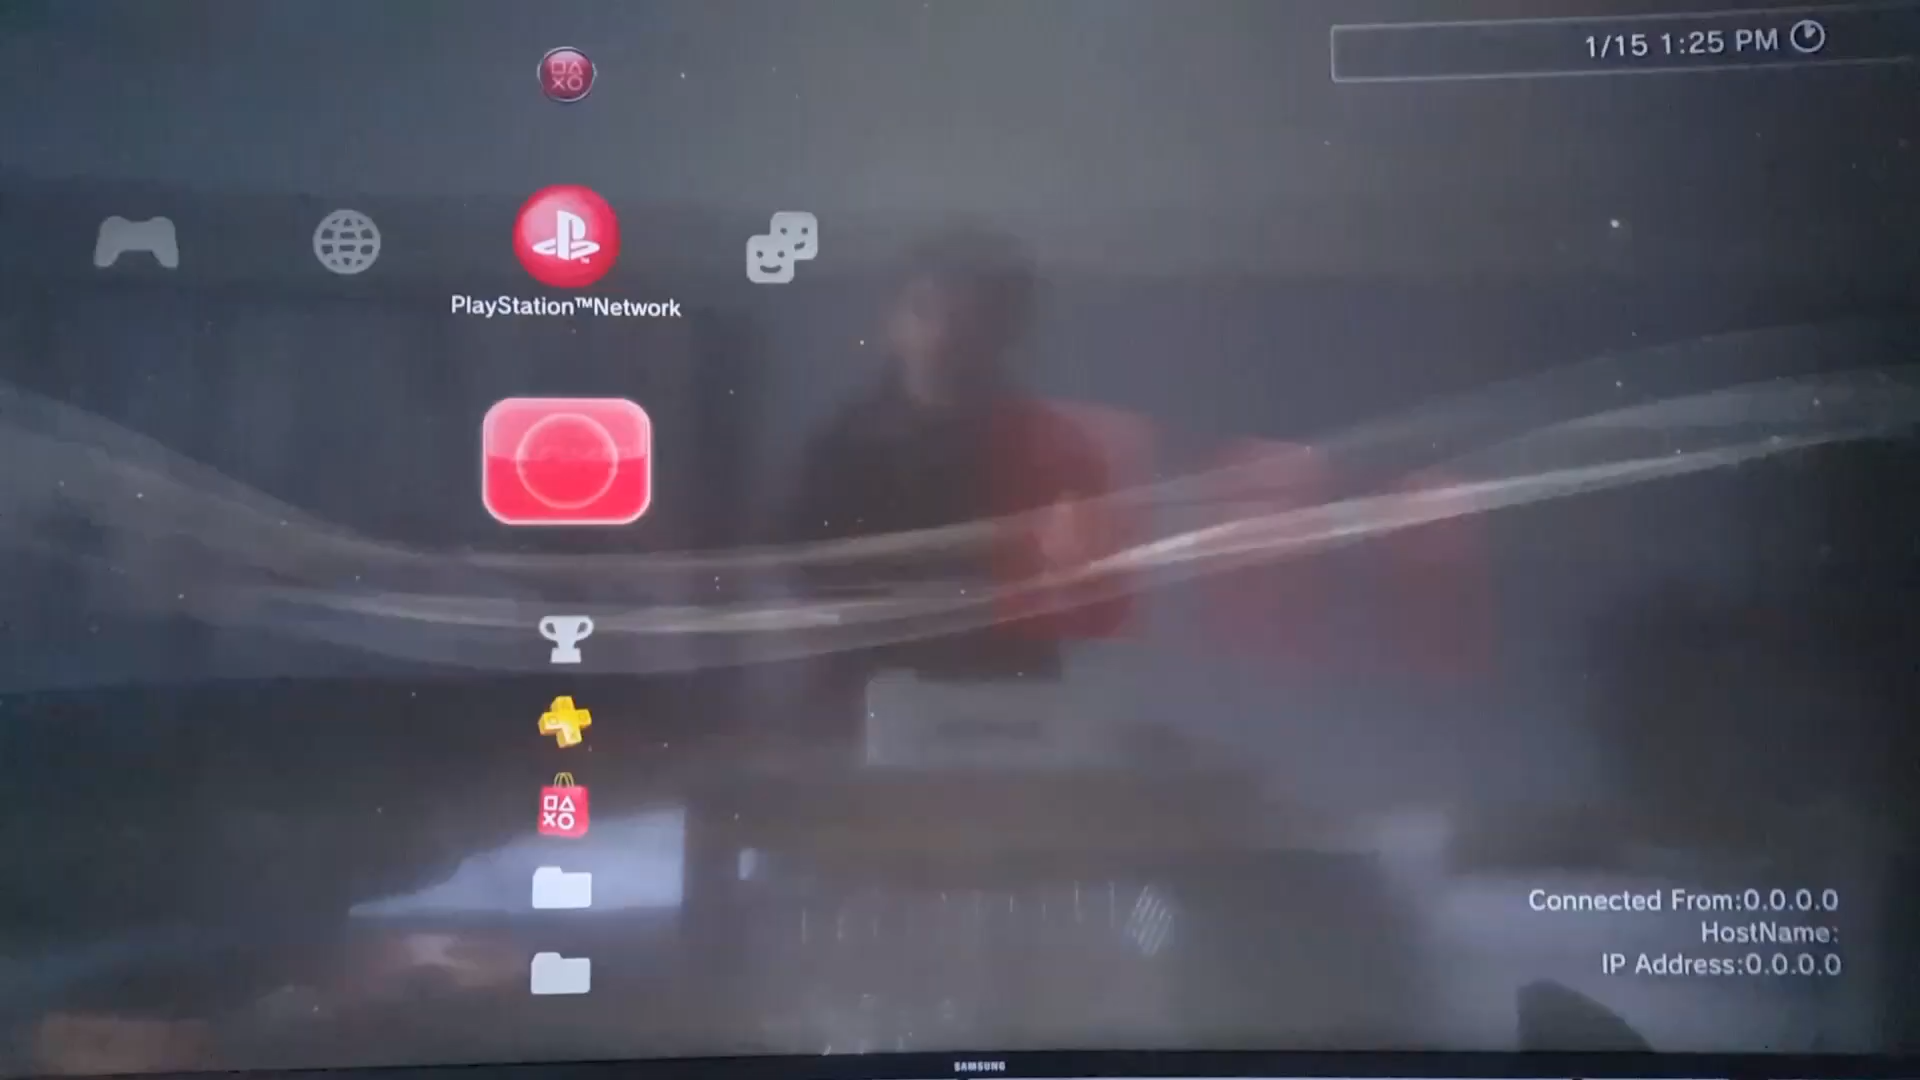 1/15 1:25 PM
PlayStation™Network
Connected From:0.0.0.0
HostName:
IP Address:0.0.0.0
SAMSUNG